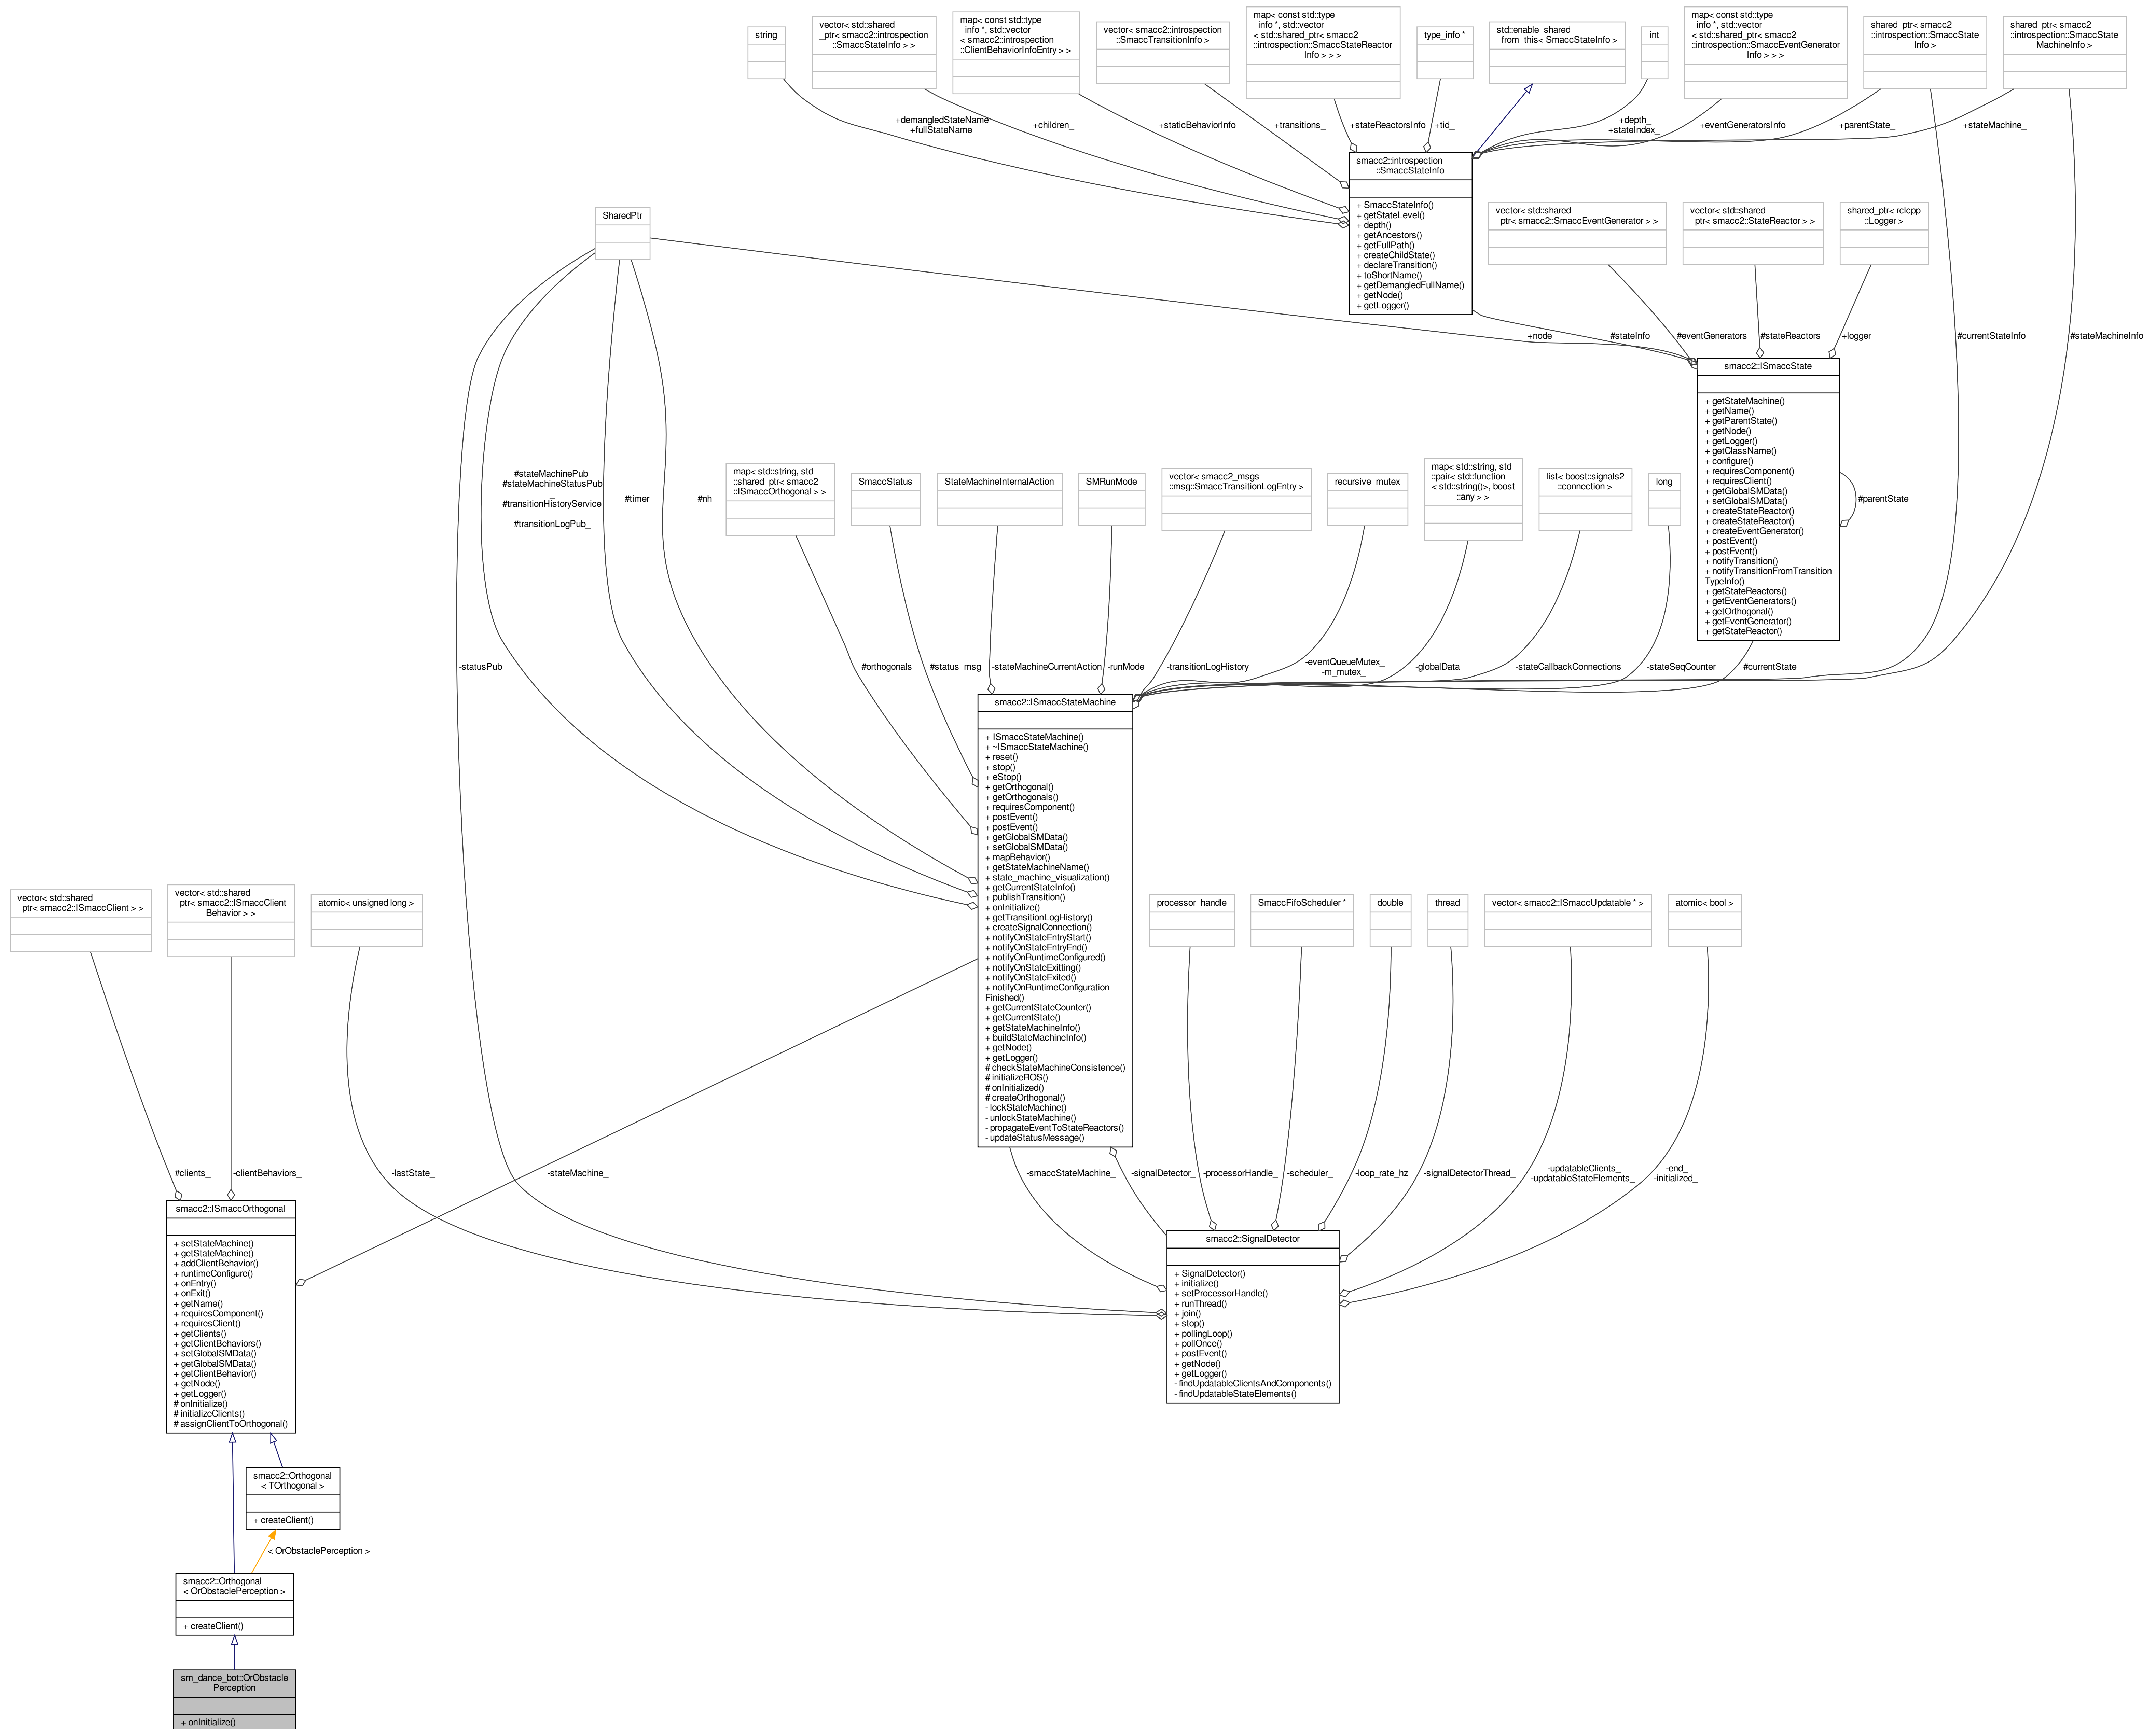 string
vector< std::shared
_ptr< smacc2::introspection
::SmaccStateInfo > >
map< const std::type
_info *, std::vector
< smacc2::introspection
::ClientBehaviorInfoEntry > >
vector< smacc2::introspection
::SmaccTransitionInfo >
map< const std::type
_info *, std::vector
< std::shared_ptr< smacc2
::introspection::SmaccStateReactor
Info > > >
type_info *
std::enable_shared
_from_this< SmaccStateInfo >
int
map< const std::type
_info *, std::vector
< std::shared_ptr< smacc2
::introspection::SmaccEventGenerator
Info > > >
shared_ptr< smacc2
::introspection::SmaccState
Info >
shared_ptr< smacc2
::introspection::SmaccState
MachineInfo >
+demangledStateName
+fullStateName
+children_
+staticBehaviorInfo
+transitions_
+stateReactorsInfo
+tid_
+depth_
+stateIndex_
+eventGeneratorsInfo
+parentState_
+stateMachine_
smacc2::introspection
::SmaccStateInfo
+ SmaccStateInfo()
+ getStateLevel()
+ depth()
+ getAncestors()
+ getFullPath()
+ createChildState()
+ declareTransition()
+ toShortName()
+ getDemangledFullName()
+ getNode()
+ getLogger()
SharedPtr
vector< std::shared
_ptr< smacc2::SmaccEventGenerator > >
vector< std::shared
_ptr< smacc2::StateReactor > >
shared_ptr< rclcpp
::Logger >
+node_
#stateInfo_
#eventGenerators_
#stateReactors_
+logger_
#currentStateInfo_
#stateMachineInfo_
smacc2::ISmaccState
+ getStateMachine()
+ getName()
+ getParentState()
+ getNode()
+ getLogger()
+ getClassName()
+ configure()
+ requiresComponent()
+ requiresClient()
+ getGlobalSMData()
+ setGlobalSMData()
+ createStateReactor()
+ createStateReactor()
+ createEventGenerator()
+ postEvent()
+ postEvent()
+ notifyTransition()
+ notifyTransitionFromTransition
TypeInfo()
+ getStateReactors()
+ getEventGenerators()
+ getOrthogonal()
+ getEventGenerator()
+ getStateReactor()
#parentState_
#stateMachinePub_
#stateMachineStatusPub
_
#transitionHistoryService
_
#transitionLogPub_
#timer_
#nh_
map< std::string, std
::shared_ptr< smacc2
::ISmaccOrthogonal > >
SmaccStatus
StateMachineInternalAction
SMRunMode
vector< smacc2_msgs
::msg::SmaccTransitionLogEntry >
recursive_mutex
map< std::string, std
::pair< std::function
< std::string()>, boost
::any > >
list< boost::signals2
::connection >
long
-statusPub_
#orthogonals_
#status_msg_
-stateMachineCurrentAction
-runMode_
-transitionLogHistory_
-eventQueueMutex_
-m_mutex_
-globalData_
-stateCallbackConnections
-stateSeqCounter_
#currentState_
smacc2::ISmaccStateMachine
+ ISmaccStateMachine()
+ ~ISmaccStateMachine()
+ reset()
+ stop()
+ eStop()
+ getOrthogonal()
+ getOrthogonals()
+ requiresComponent()
+ postEvent()
+ postEvent()
+ getGlobalSMData()
+ setGlobalSMData()
+ mapBehavior()
+ getStateMachineName()
+ state_machine_visualization()
+ getCurrentStateInfo()
+ publishTransition()
+ onInitialize()
+ getTransitionLogHistory()
+ createSignalConnection()
+ notifyOnStateEntryStart()
+ notifyOnStateEntryEnd()
+ notifyOnRuntimeConfigured()
+ notifyOnStateExitting()
+ notifyOnStateExited()
+ notifyOnRuntimeConfiguration
Finished()
+ getCurrentStateCounter()
+ getCurrentState()
+ getStateMachineInfo()
+ buildStateMachineInfo()
+ getNode()
+ getLogger()
# checkStateMachineConsistence()
# initializeROS()
# onInitialized()
# createOrthogonal()
- lockStateMachine()
- unlockStateMachine()
- propagateEventToStateReactors()
- updateStatusMessage()
vector< std::shared
_ptr< smacc2::ISmaccClient > >
vector< std::shared
_ptr< smacc2::ISmaccClient
Behavior > >
atomic< unsigned long >
processor_handle
SmaccFifoScheduler *
double
thread
vector< smacc2::ISmaccUpdatable * >
atomic< bool >
#clients_
-clientBehaviors_
-lastState_
-stateMachine_
-smaccStateMachine_
-signalDetector_
-processorHandle_
-scheduler_
-loop_rate_hz
-signalDetectorThread_
-updatableClients_
-updatableStateElements_
-end_
-initialized_
smacc2::ISmaccOrthogonal
+ setStateMachine()
+ getStateMachine()
+ addClientBehavior()
+ runtimeConfigure()
+ onEntry()
+ onExit()
+ getName()
+ requiresComponent()
+ requiresClient()
+ getClients()
+ getClientBehaviors()
+ setGlobalSMData()
+ getGlobalSMData()
+ getClientBehavior()
+ getNode()
+ getLogger()
# onInitialize()
# initializeClients()
# assignClientToOrthogonal()
smacc2::SignalDetector
+ SignalDetector()
+ initialize()
+ setProcessorHandle()
+ runThread()
+ join()
+ stop()
+ pollingLoop()
+ pollOnce()
+ postEvent()
+ getNode()
+ getLogger()
- findUpdatableClientsAndComponents()
- findUpdatableStateElements()
smacc2::Orthogonal
< TOrthogonal >
+ createClient()
< OrObstaclePerception >
smacc2::Orthogonal
< OrObstaclePerception >
+ createClient()
sm_dance_bot::OrObstacle
Perception
+ onInitialize()